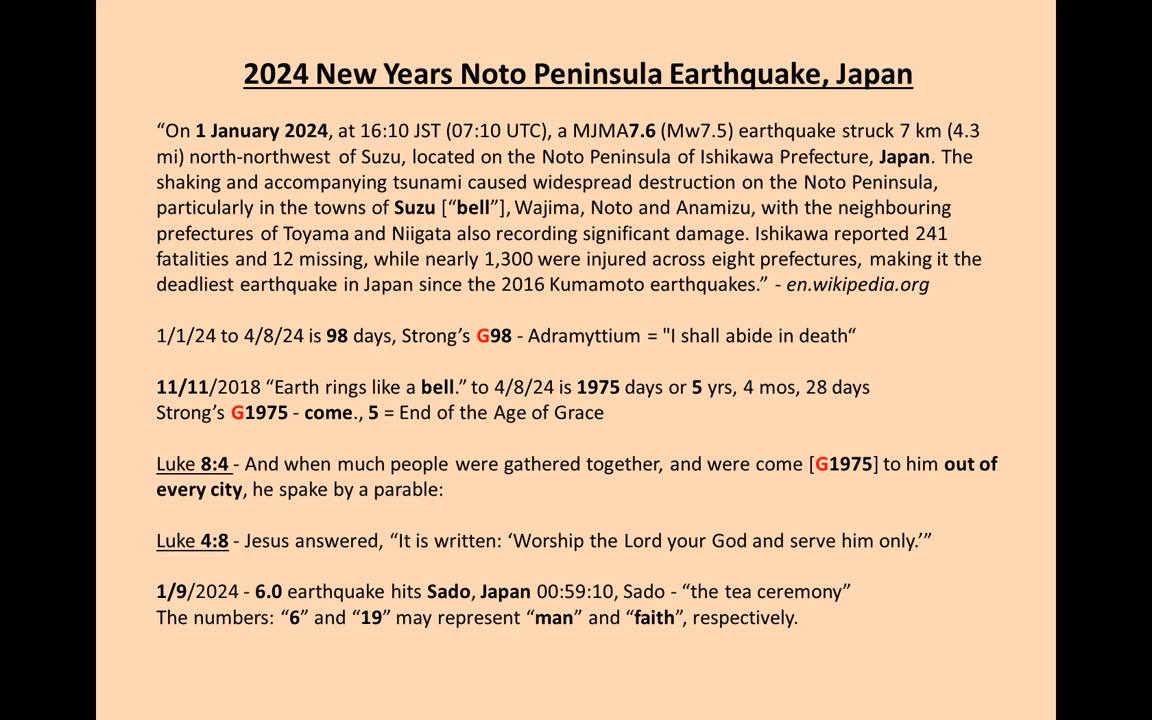 2024 New Years Noto Peninsula Earthquake, Japan
“On 1 January 2024, at 16:10 JST (07:10 UTC), a MJMA7.6 (Mw7.5) earthquake struck 7 km (4.3
mi) north-northwest of Suzu, located on the Noto Peninsula of Ishikawa Prefecture, Japan. The
shaking and accompanying tsunami caused widespread destruction on the Noto Peninsula,
particularly in the towns of Suzu [“bell”], Wajima, Noto and Anamizu, with the neighbouring
prefectures of Toyama and Niigata also recording significant damage. Ishikawa reported 241
fatalities and 12 missing, while nearly 1,300 were injured across eight prefectures, making it the
deadliest earthquake in Japan since the 2016 Kumamoto earthquakes.” - en.wikipedia.org
1/1/24 to 4/8/24 is 98 days, Strong’s G98 - Adramyttium = "I shall abide in death“
11/11/2018 “Earth rings like a bell.” to 4/8/24 is 1975 days or 5 yrs, 4 mos, 28 days
Strong’s G1975 - come., 5 = End of the Age of Grace
Luke 8:4 - And when much people were gathered together, and were come [G1975] to him out of
every city, he spake by a parable:
Luke 4:8 - Jesus answered, “It is written: ‘Worship the Lord your God and serve him only.’”
1/9/2024 - 6.0 earthquake hits Sado, Japan 00:59:10, Sado - “the tea ceremony”
The numbers: “6” and “19” may represent “man” and “faith”, respectively.